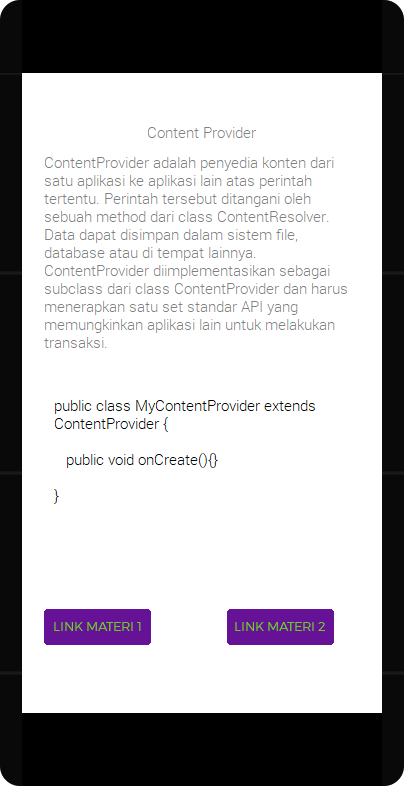 Content Provider
ContentProvider adalah penyedia konten dari
satu aplikasi ke aplikasi lain atas perintah
tertentu. Perintah tersebut ditangani oleh
sebuah method dari class ContentResolver.
Data dapat disimpan dalam sistem file,
database atau di tempat lainnya.
ContentProvider diimplementasikan sebagai
subclass dari class ContentProvider dan harus
menerapkan satu set standar API yang
memungkinkan aplikasi lain untuk melakukan
transaksi.
public class MyContentProvider extends
ContentProvider {
public void onCreate(){}
}
LINK MATERI 1
LINK MATERI 2